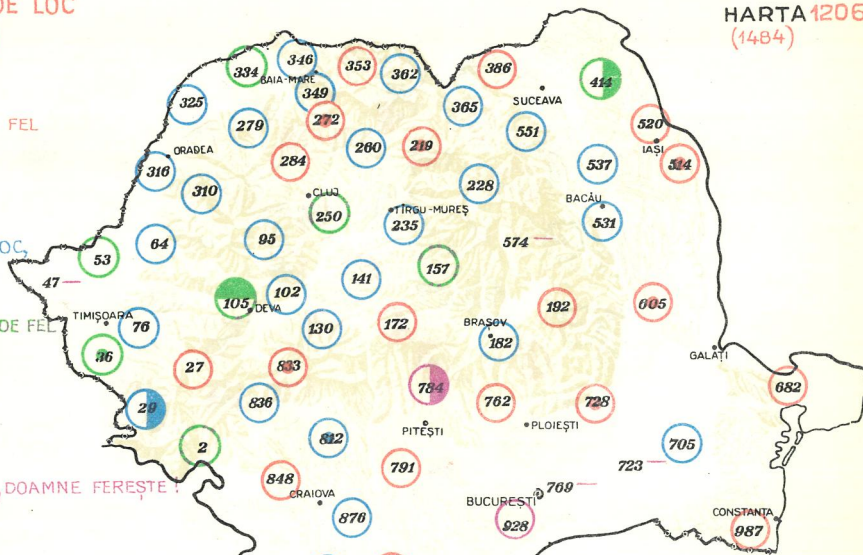 DE LOC
HARTA 1206
(1484)
346
334
353
362
386
BAIA-MARE
414
349
325
365
SUCEAVA
279
272
551
520
260
219
IAȘI
ORADEA
284
537
514
316
310
228
CLUJ
BACĂU
250
TÎRGU-MUREȘ
235
531
FEL
64
95
574
OC,
53
157
47
141
102
105
DEVA
192
605
TIMIȘOARA
76
130
172
BRAȘOV
DE FEL
182
36
GALAȚI
27
833
784
682
29
836
762
728
PITEȘTI
PLOIEȘTI
2
812
705
791
723
DOAMNE FEREȘTE!
848
769
CRAIOVA
BUCUREȘTI
876
928
CONSTANTA
987